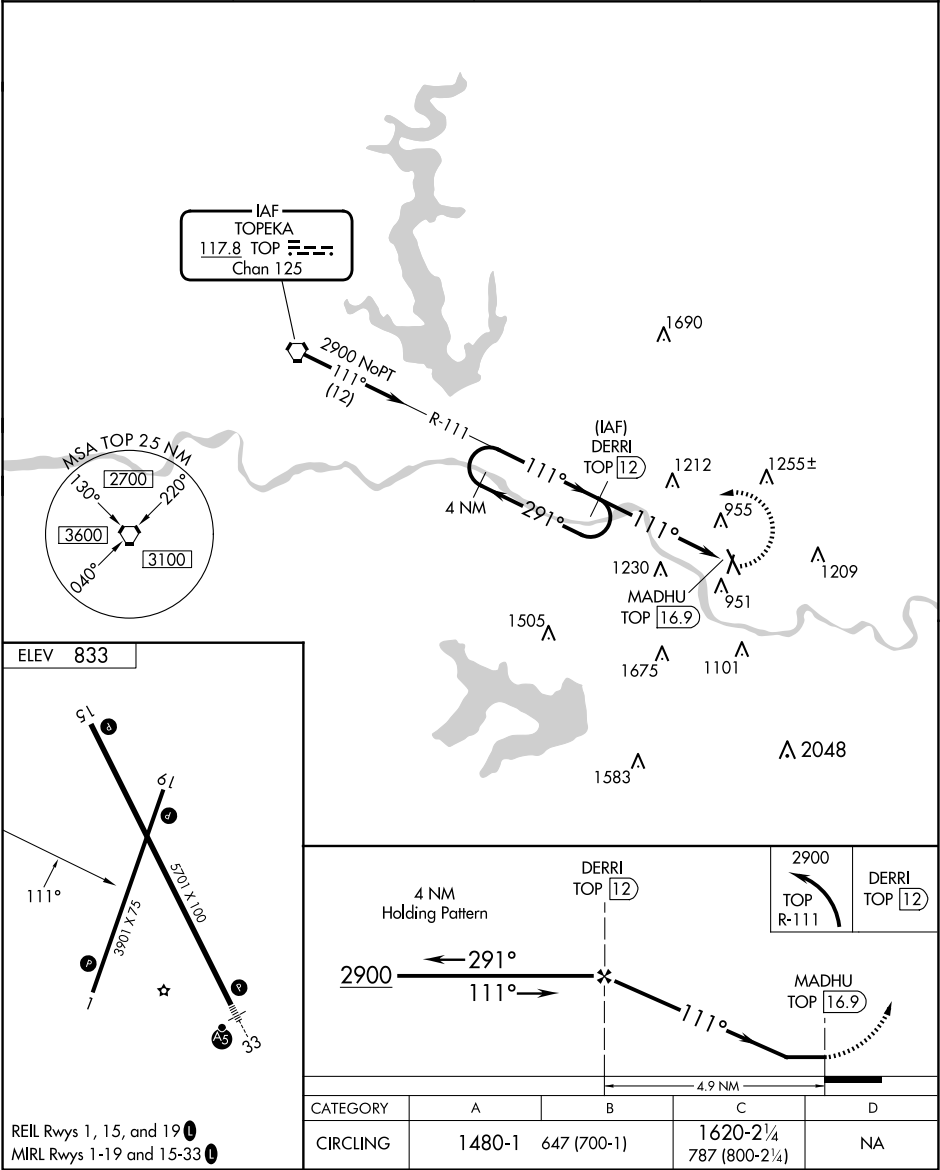 IAF
TOPEKA
117.8 TOP
Chan 125
2900 NoPT
111°
(12)
R-111
1690
(IAF)
DERRI
TOP 12
111°
4 NM
291°
111°
1212
1255±
955
1230
1209
MADHU
TOP 16.9
951
1505
1675
1101
1583
2048
MSA TOP 25 NM
2700
130°
220°
3600
3100
040°
ELEV 833
15
P
19
P
111°
5701 X 100
3901 X 75
P
1
P
A5
33
REIL Rwys 1, 15, and 19 L
MIRL Rwys 1-19 and 15-33 L
4 NM
Holding Pattern
DERRI
TOP 12
2900
TOP
R-111
DERRI
TOP 12
2900
291°
111°
111°
MADHU
TOP 16.9
4.9 NM
CATEGORY A B C D
CIRCLING 1480-1 647 (700-1) 1620-2¼ 787 (800-2¼) NA